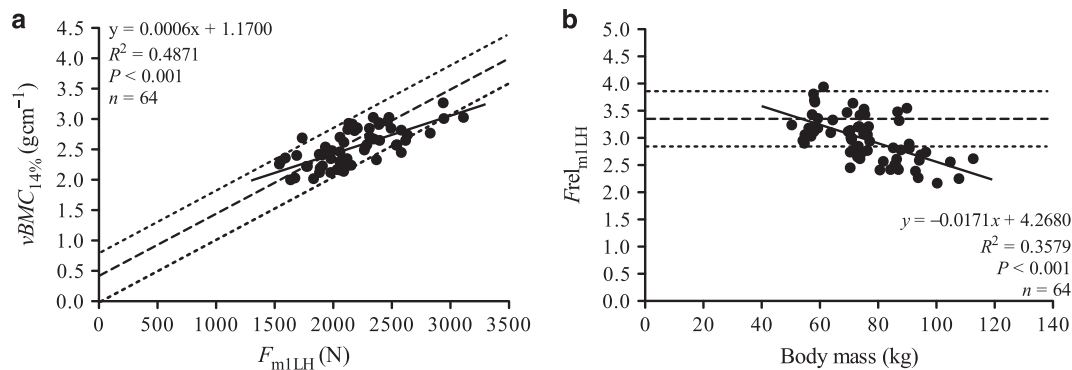 a
y = 0.0006x + 1.1700
R² = 0.4871
P < 0.001
n = 64
4.5
4.0
3.5
3.0
2.5
2.0
1.5
1.0
0.5
0.0
vBMC14% (gcm⁻¹)
0 500 1000 1500 2000 2500 3000 3500
Fm1LH (N)
b
5.0
4.5
4.0
3.5
3.0
2.5
2.0
1.5
1.0
0.5
0.0
Frelm1LH
y = –0.0171x + 4.2680
R² = 0.3579
P < 0.001
n = 64
0 20 40 60 80 100 120 140
Body mass (kg)